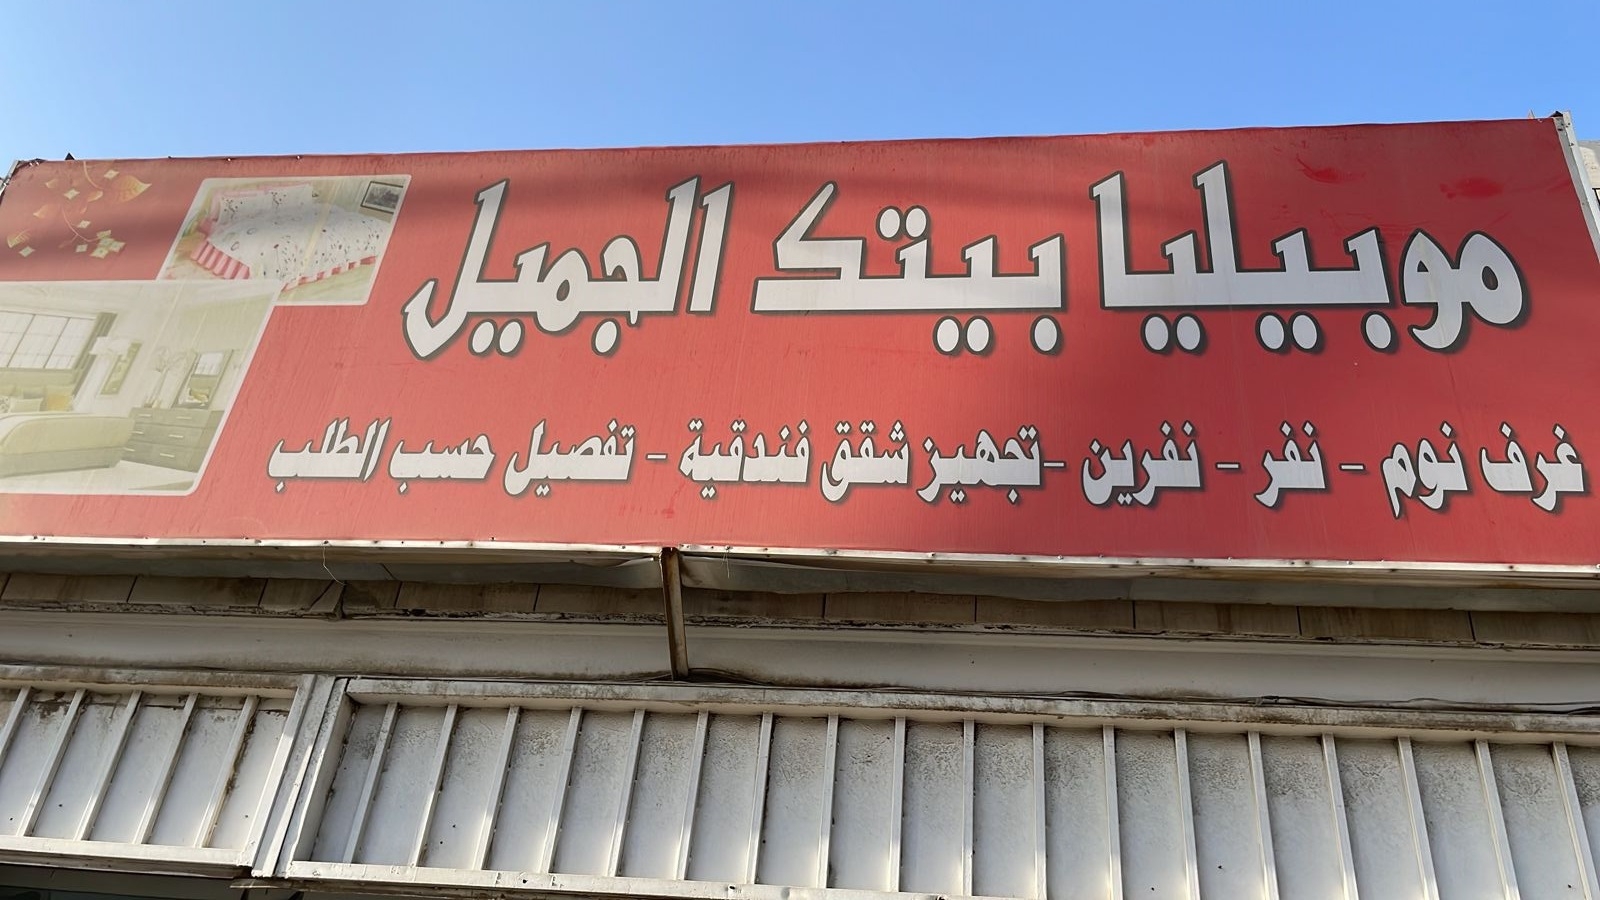 موبيليا بيتك الجميل
غرف نوم - نفر - نفرين - تجهيز شقق فندقية - تفصيل حسب الطلب